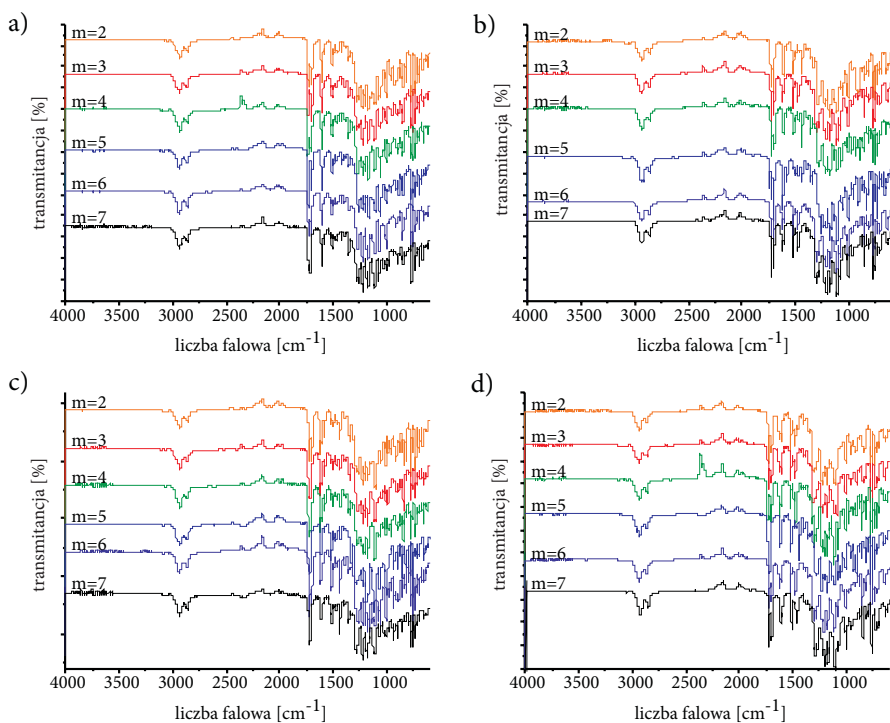 a)
m=2
m=3
m=4
m=5
m=6
m=7
transmitancja [%]
4000 3500 3000 2500 2000 1500 1000
liczba falowa [cm⁻¹]
b)
m=2
m=3
m=4
m=5
m=6
m=7
transmitancja [%]
4000 3500 3000 2500 2000 1500 1000
liczba falowa [cm⁻¹]
c)
m=2
m=3
m=4
m=5
m=6
m=7
transmitancja [%]
4000 3500 3000 2500 2000 1500 1000
liczba falowa [cm⁻¹]
d)
m=2
m=3
m=4
m=5
m=6
m=7
transmitancja [%]
4000 3500 3000 2500 2000 1500 1000
liczba falowa [cm⁻¹]